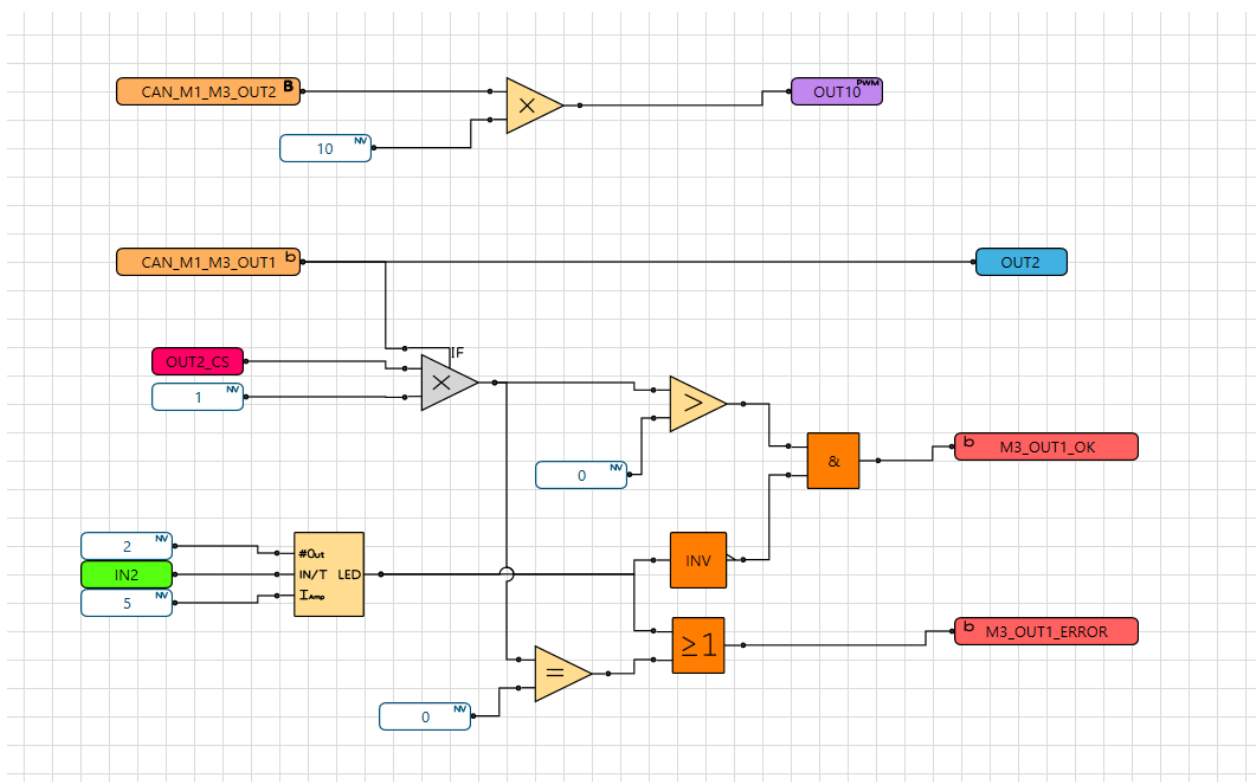 CAN_M1_M3_OUT2 B
×
OUT10 PWM
10 NV
CAN_M1_M3_OUT1 b
OUT2
IF
OUT2_CS
×
1 NV
>
0 NV
&
b M3_OUT1_OK
2 NV
#Out
IN2
IN/T LED
5 NV
I Amp
INV
≥1
b M3_OUT1_ERROR
=
0 NV